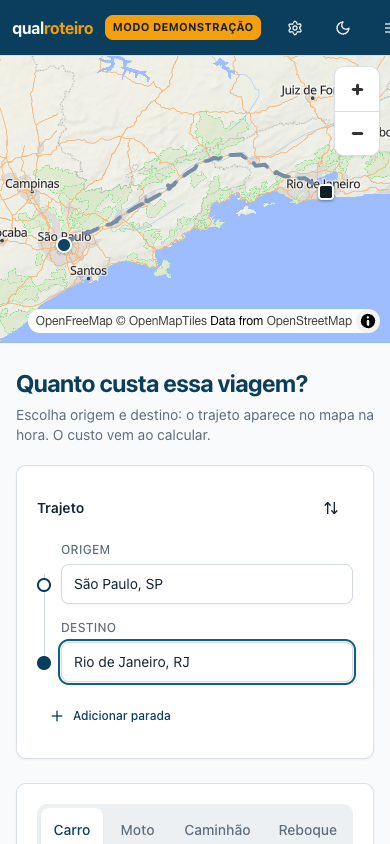 qualroteiro
MODO DEMONSTRAÇÃO
Juiz de Fora
Campinas
Rio de Janeiro
São Paulo
Santos
OpenFreeMap © OpenMapTiles Data from OpenStreetMap
Quanto custa essa viagem?
Escolha origem e destino: o trajeto aparece no mapa na
hora. O custo vem ao calcular.
Trajeto
ORIGEM
São Paulo, SP
DESTINO
Rio de Janeiro, RJ
Adicionar parada
Carro Moto Caminhão Reboque